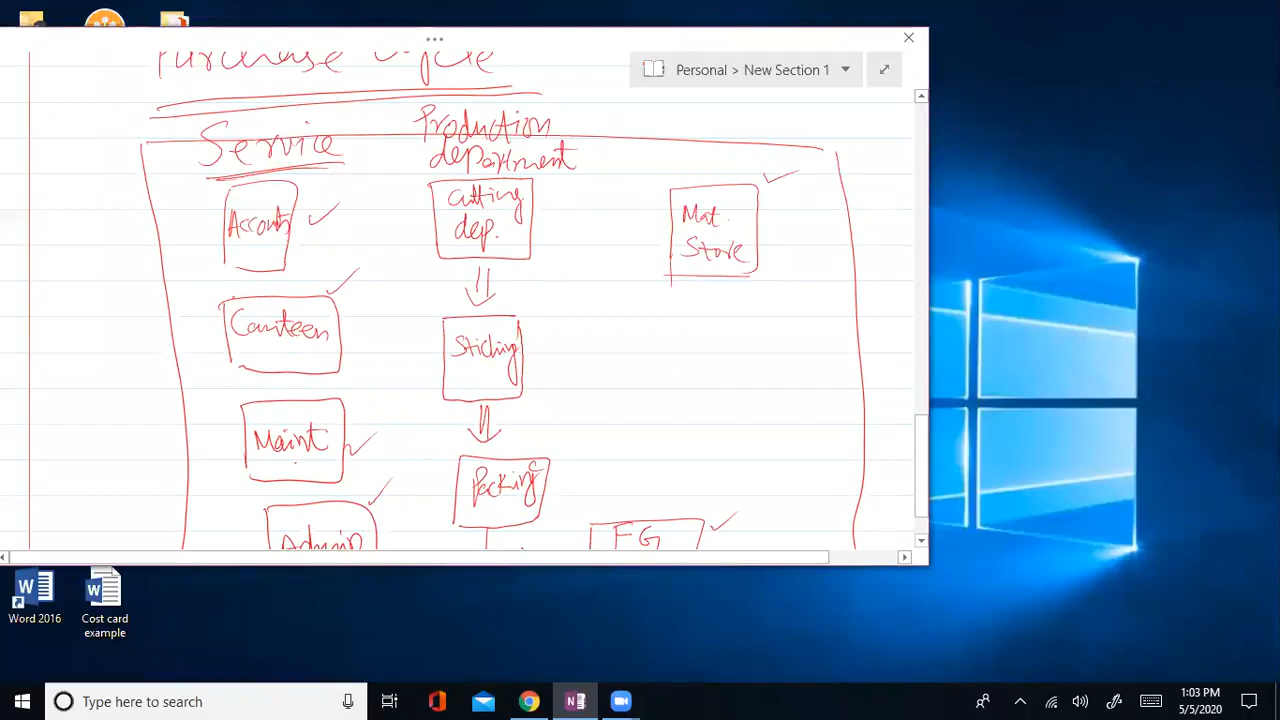 Purchase Cycle
Personal > New Section 1
Service
Production
department
Accounts
Cutting
dep.
Mat.
Store
Canteen
Stiching
Maint
Packing
Admin
FG
Word 2016
Cost card
example
Type here to search
1:03 PM
5/5/2020